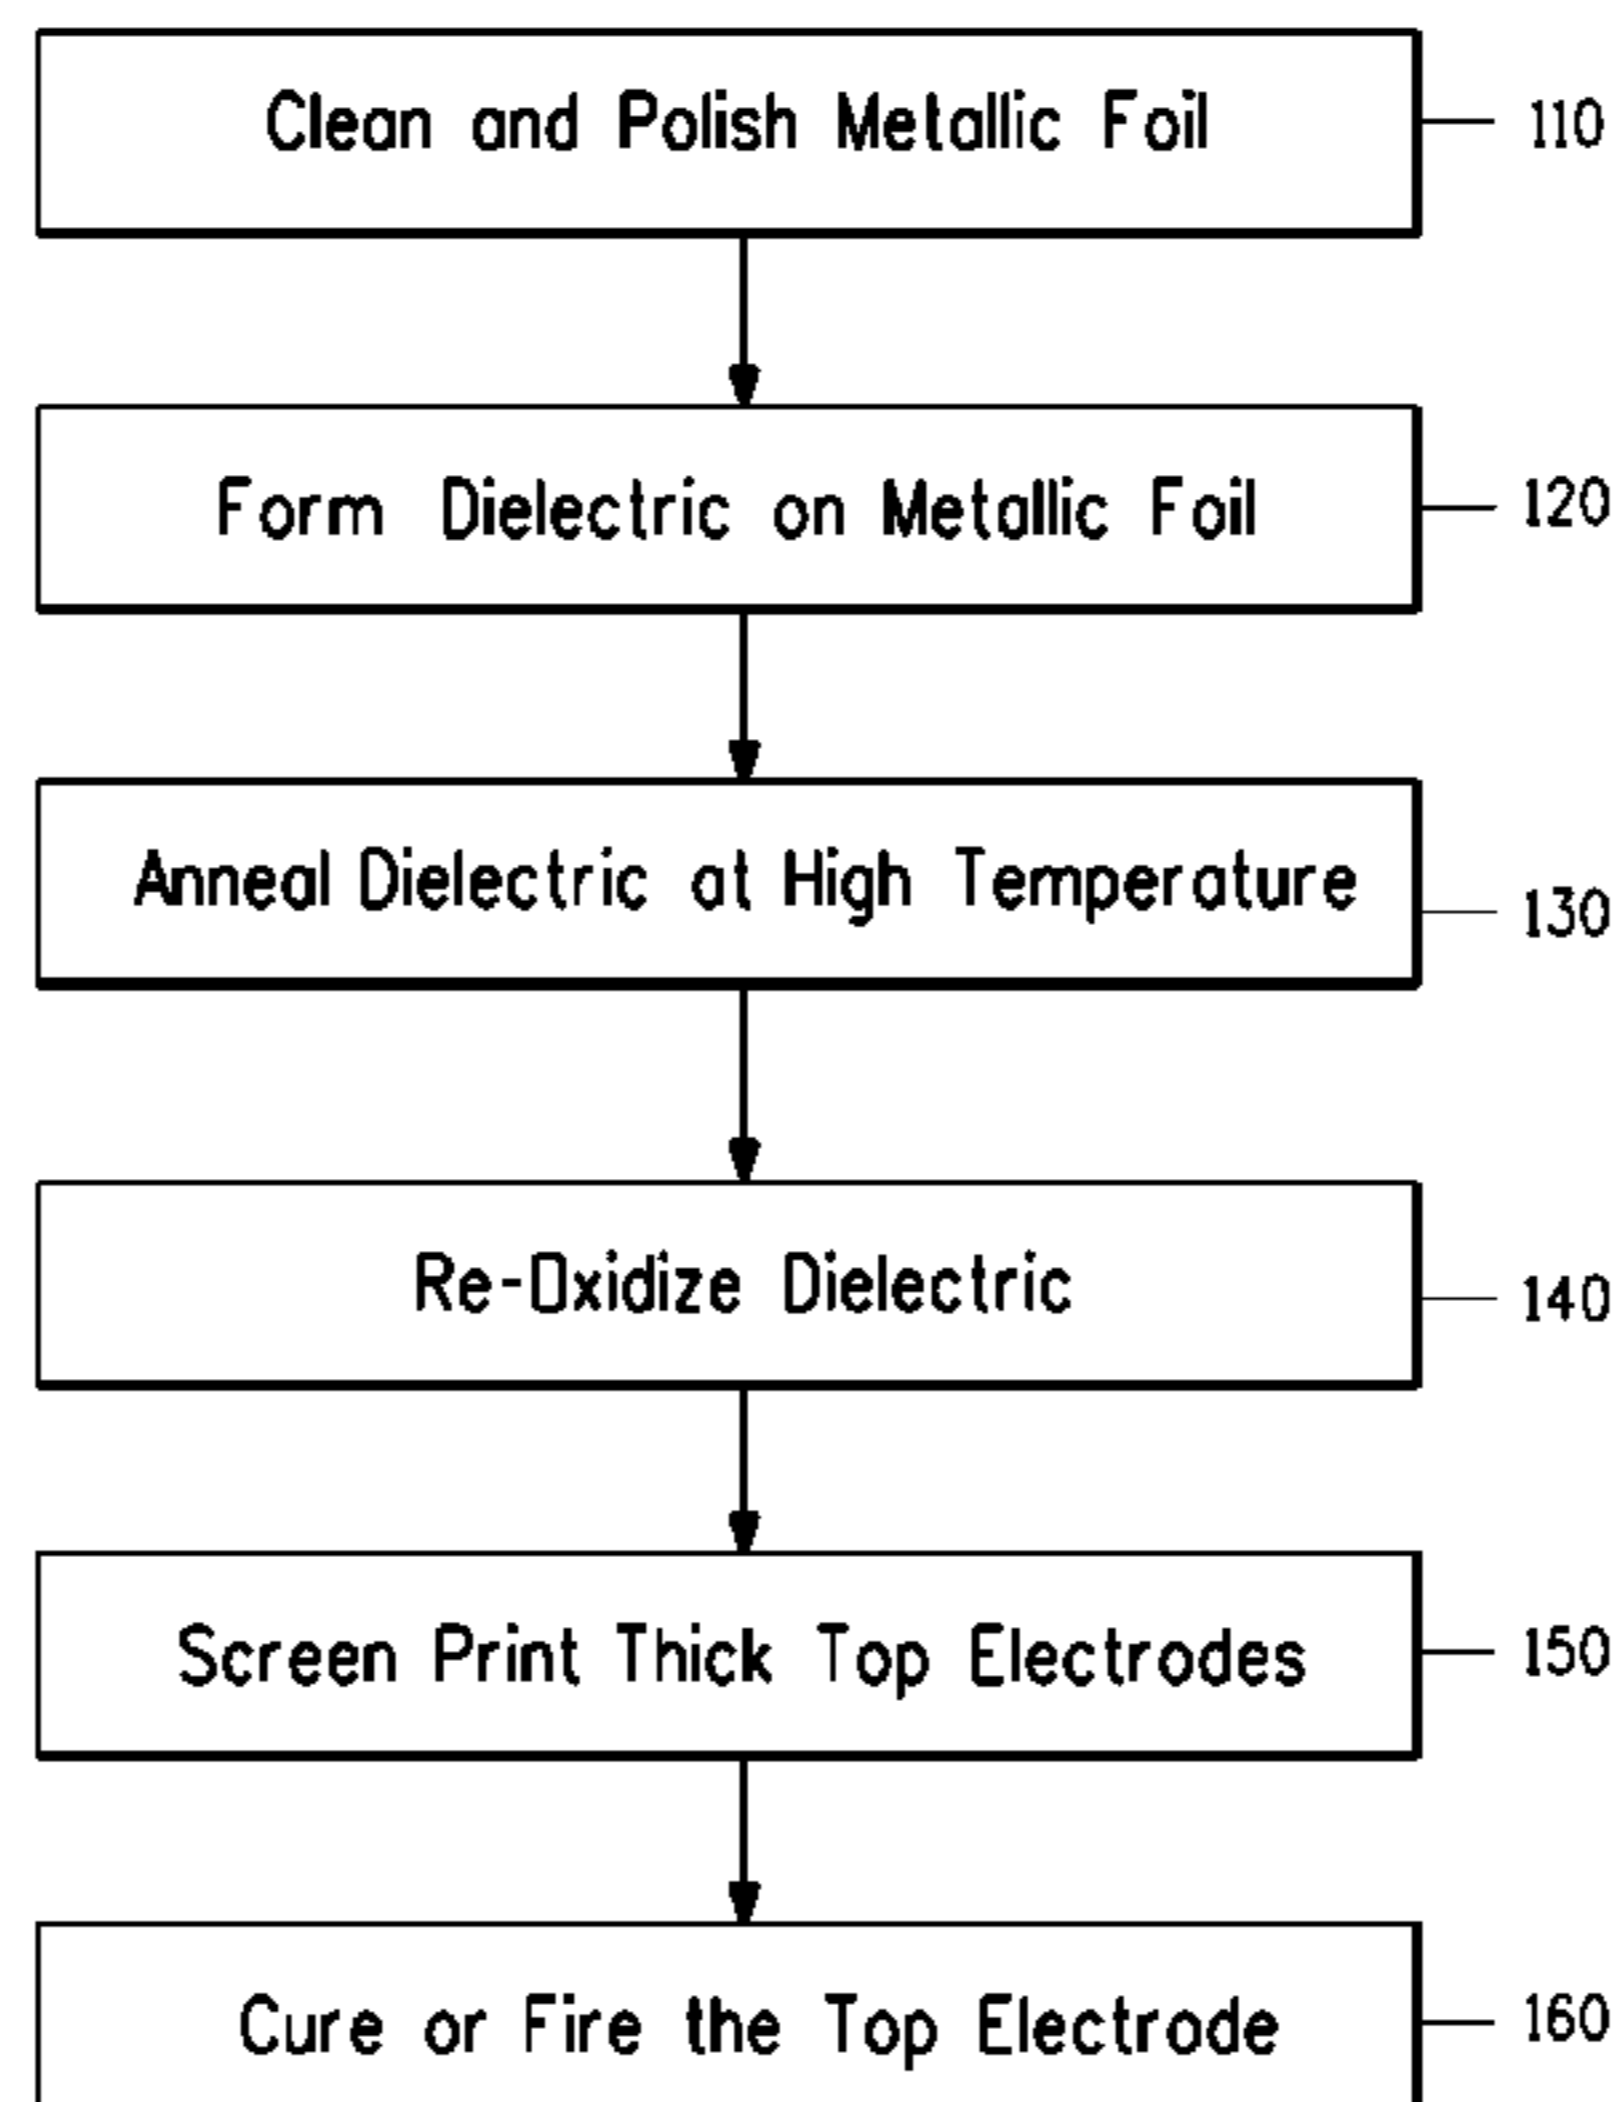 Clean and Polish Metallic Foil
110
Form Dielectric on Metallic Foil
120
Anneal Dielectric at High Temperature
130
Re-Oxidize Dielectric
140
Screen Print Thick Top Electrodes
150
Cure or Fire the Top Electrode
160